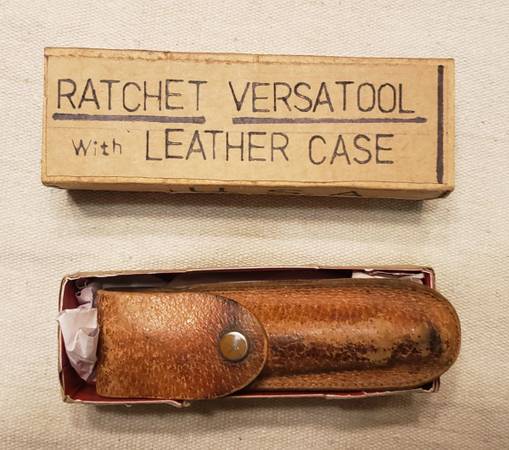 RATCHET VERSATOOL
With LEATHER CASE
U.S.A